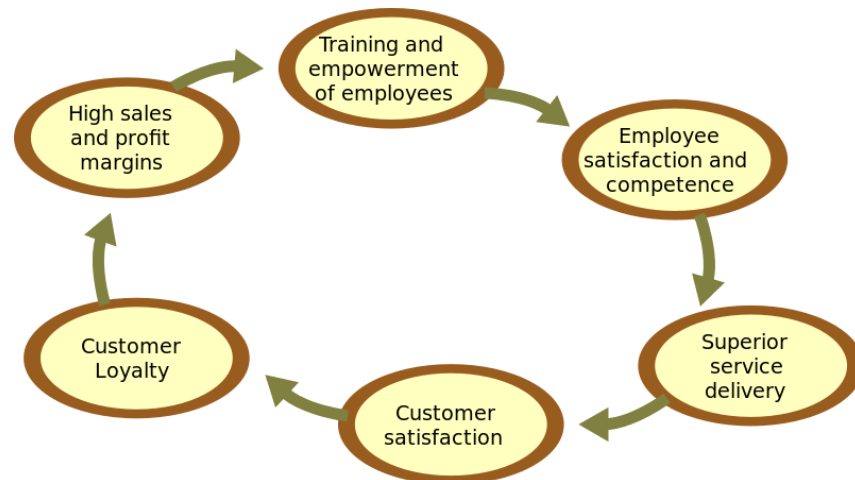 Training and
empowerment
of employees
Employee
satisfaction and
competence
Superior
service
delivery
Customer
satisfaction
Customer
Loyalty
High sales
and profit
margins